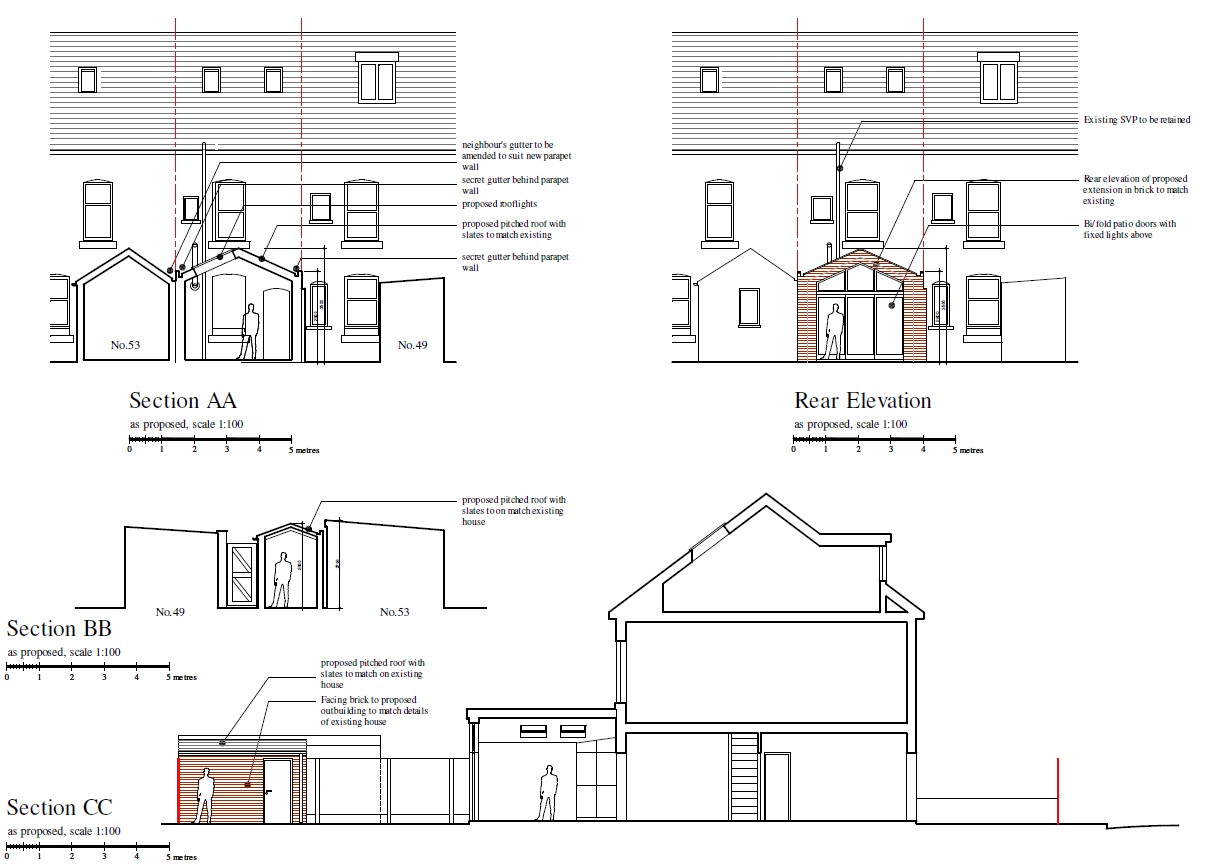 neighbour's gutter to be
amended to suit new parapet
wall
secret gutter behind parapet
wall
proposed rooflights
proposed pitched roof with
slates to match existing
secret gutter behind parapet
wall
No.53
No.49
Section AA
as proposed, scale 1:100
0 1 2 3 4 5 metres
Existing SVP to be retained
Rear elevation of proposed
extension in brick to match
existing
Bi/fold patio doors with
fixed lights above
Rear Elevation
as proposed, scale 1:100
0 1 2 3 4 5 metres
proposed pitched roof with
slates to on match existing
house
No.49
No.53
Section BB
as proposed, scale 1:100
0 1 2 3 4 5 metres
proposed pitched roof with
slates to match on existing
house
Facing brick to proposed
outbuilding to match details
of existing house
Section CC
as proposed, scale 1:100
0 1 2 3 4 5 metres